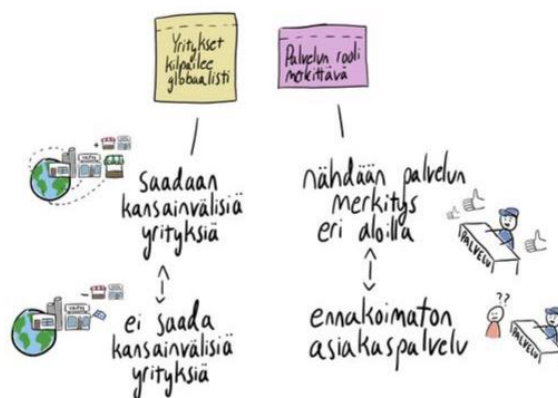 Yritykset
kilpailee
globaalisti
Palvelun rooli
merkittävä
saadaan
kansainvälisiä
yrityksiä
nähdään palvelun
merkitys
eri aloilla
PALVELU
ei saada
kansainvälisiä
yrityksiä
ennakoimaton
asiakaspalvelu
??
PALVELU